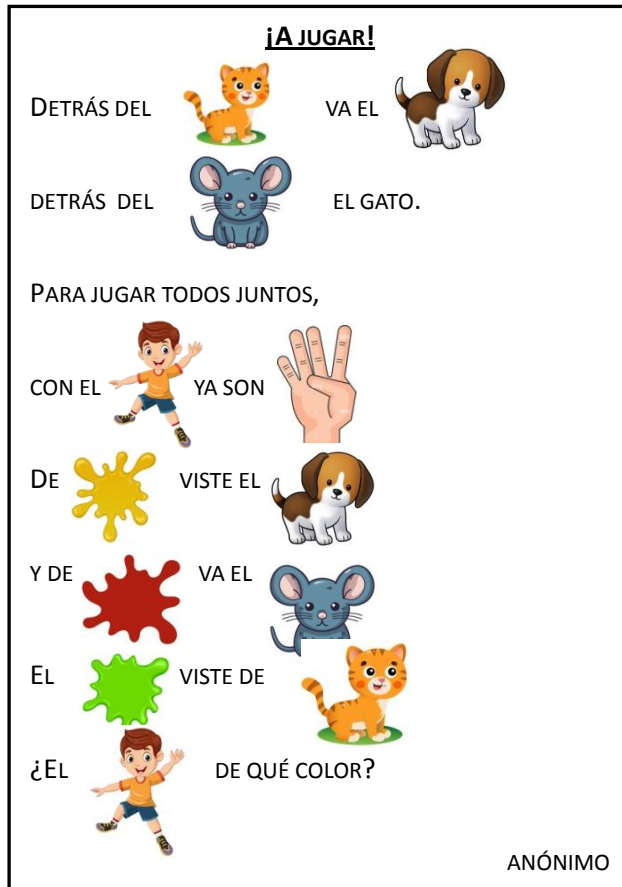 ¡A JUGAR!
DETRÁS DEL VA EL
DETRÁS DEL EL GATO.
PARA JUGAR TODOS JUNTOS,
CON EL YA SON
DE VISTE EL
Y DE VA EL
EL VISTE DE
¿EL DE QUÉ COLOR?
ANÓNIMO